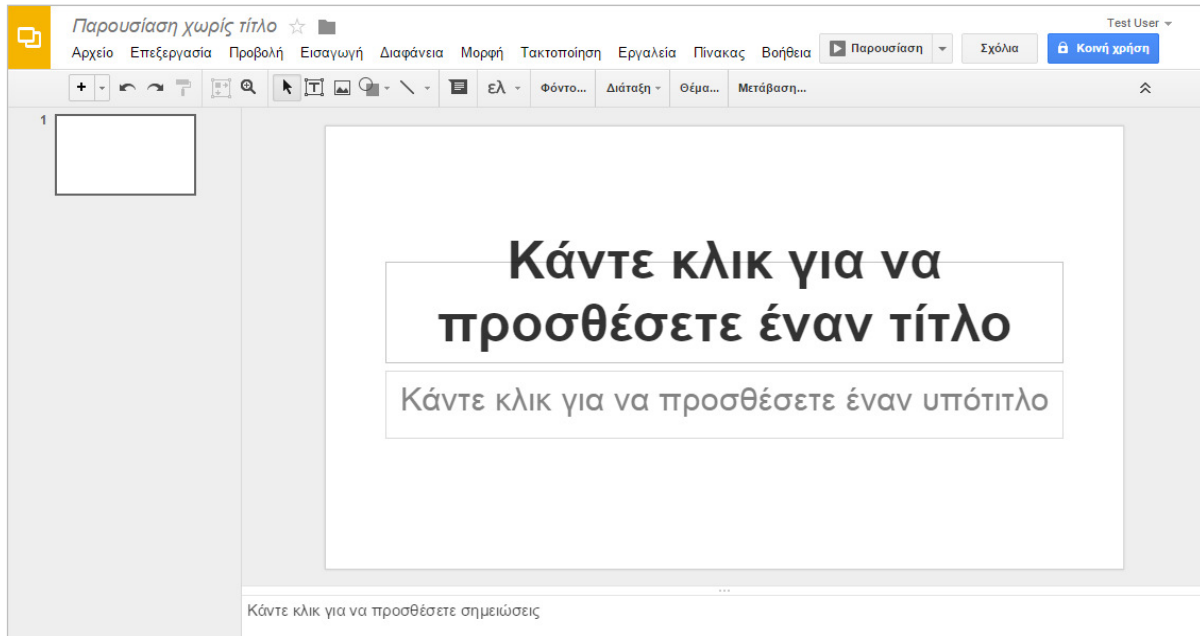 Παρουσίαση χωρίς τίτλο
Test User
Αρχείο Επεξεργασία Προβολή Εισαγωγή Διαφάνεια Μορφή Τακτοποίηση Εργαλεία Πίνακας Βοήθεια Παρουσίαση Σχόλια Κοινή χρήση
+ T ελ Φόντο... Διάταξη Θέμα... Μετάβαση...
1
Κάντε κλικ για να
προσθέσετε έναν τίτλο
Κάντε κλικ για να προσθέσετε έναν υπότιτλο
Κάντε κλικ για να προσθέσετε σημειώσεις